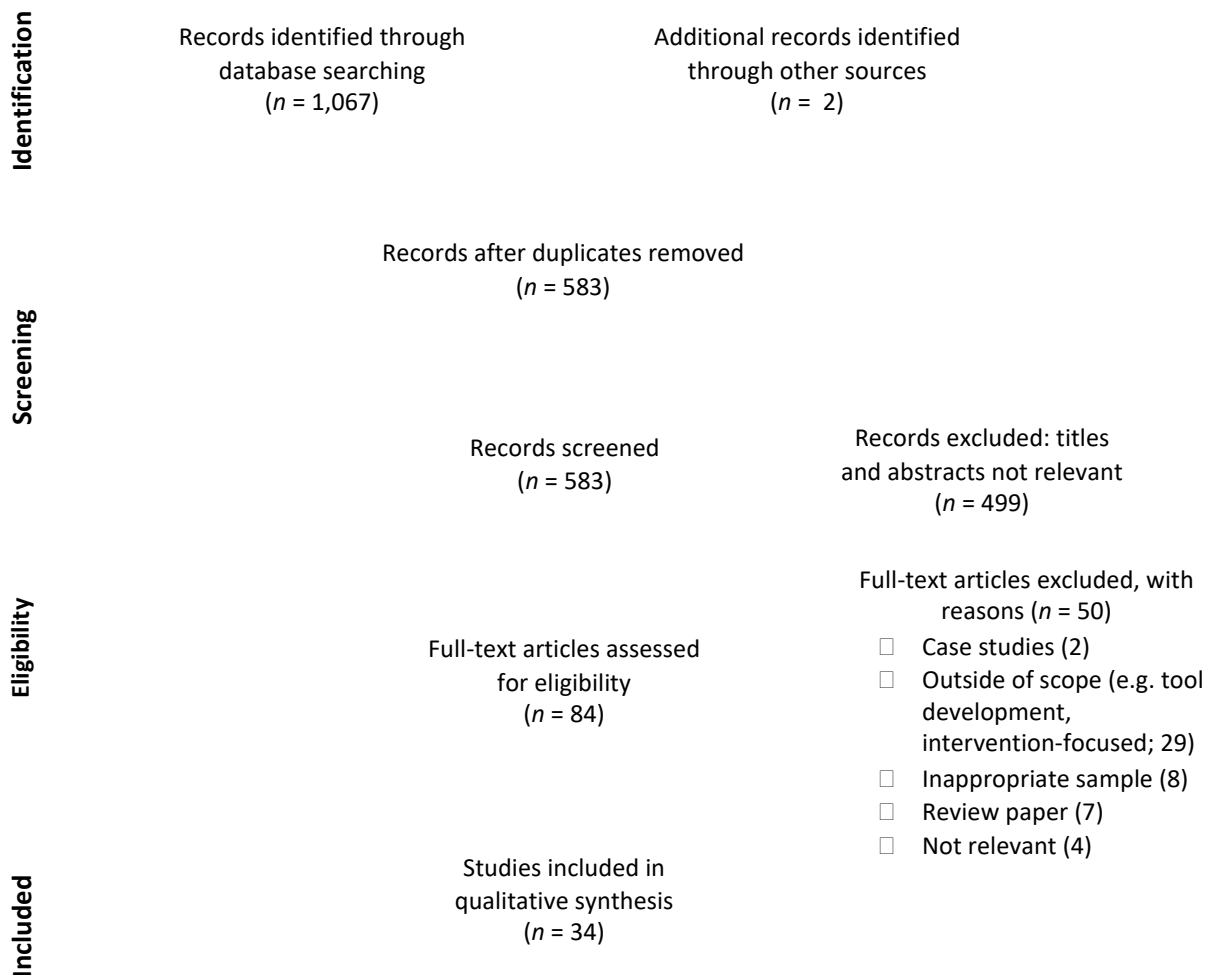 Identification
Records identified through
database searching
(n = 1,067)
Additional records identified
through other sources
(n = 2)
Screening
Records after duplicates removed
(n = 583)
Records screened
(n = 583)
Records excluded: titles
and abstracts not relevant
(n = 499)
Eligibility
Full-text articles assessed
for eligibility
(n = 84)
Full-text articles excluded, with
reasons (n = 50)
Case studies (2)
Outside of scope (e.g. tool
development,
intervention-focused; 29)
Inappropriate sample (8)
Review paper (7)
Not relevant (4)
Included
Studies included in
qualitative synthesis
(n = 34)